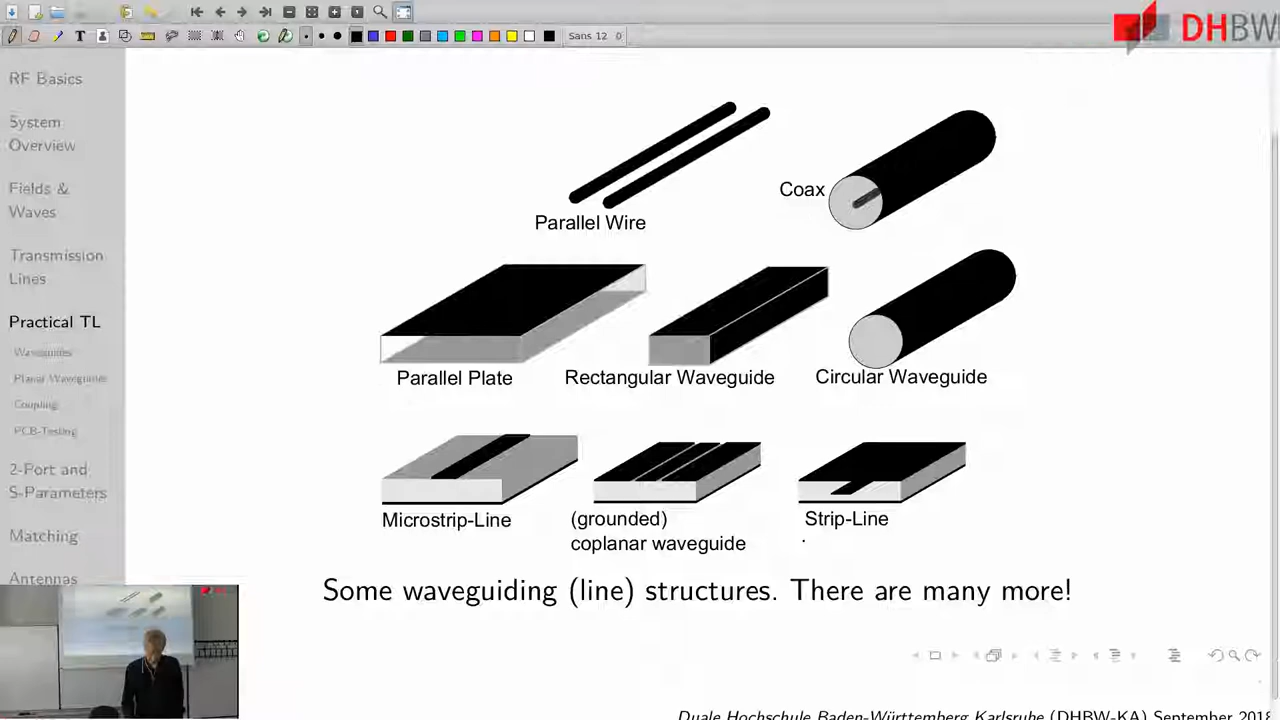 Sans 12
DHBW
RF Basics
System
Overview
Fields &
Waves
Transmission
Lines
Practical TL
Waveguides
Planar Waveguides
Coupling
PCB-Testing
2-Port and
S-Parameters
Matching
Antennas
Parallel Wire
Coax
Parallel Plate
Rectangular Waveguide
Circular Waveguide
Microstrip-Line
(grounded)
coplanar waveguide
Strip-Line
Some waveguiding (line) structures. There are many more!
Duale Hochschule Baden-Württemberg Karlsruhe (DHBW-KA) September 2018